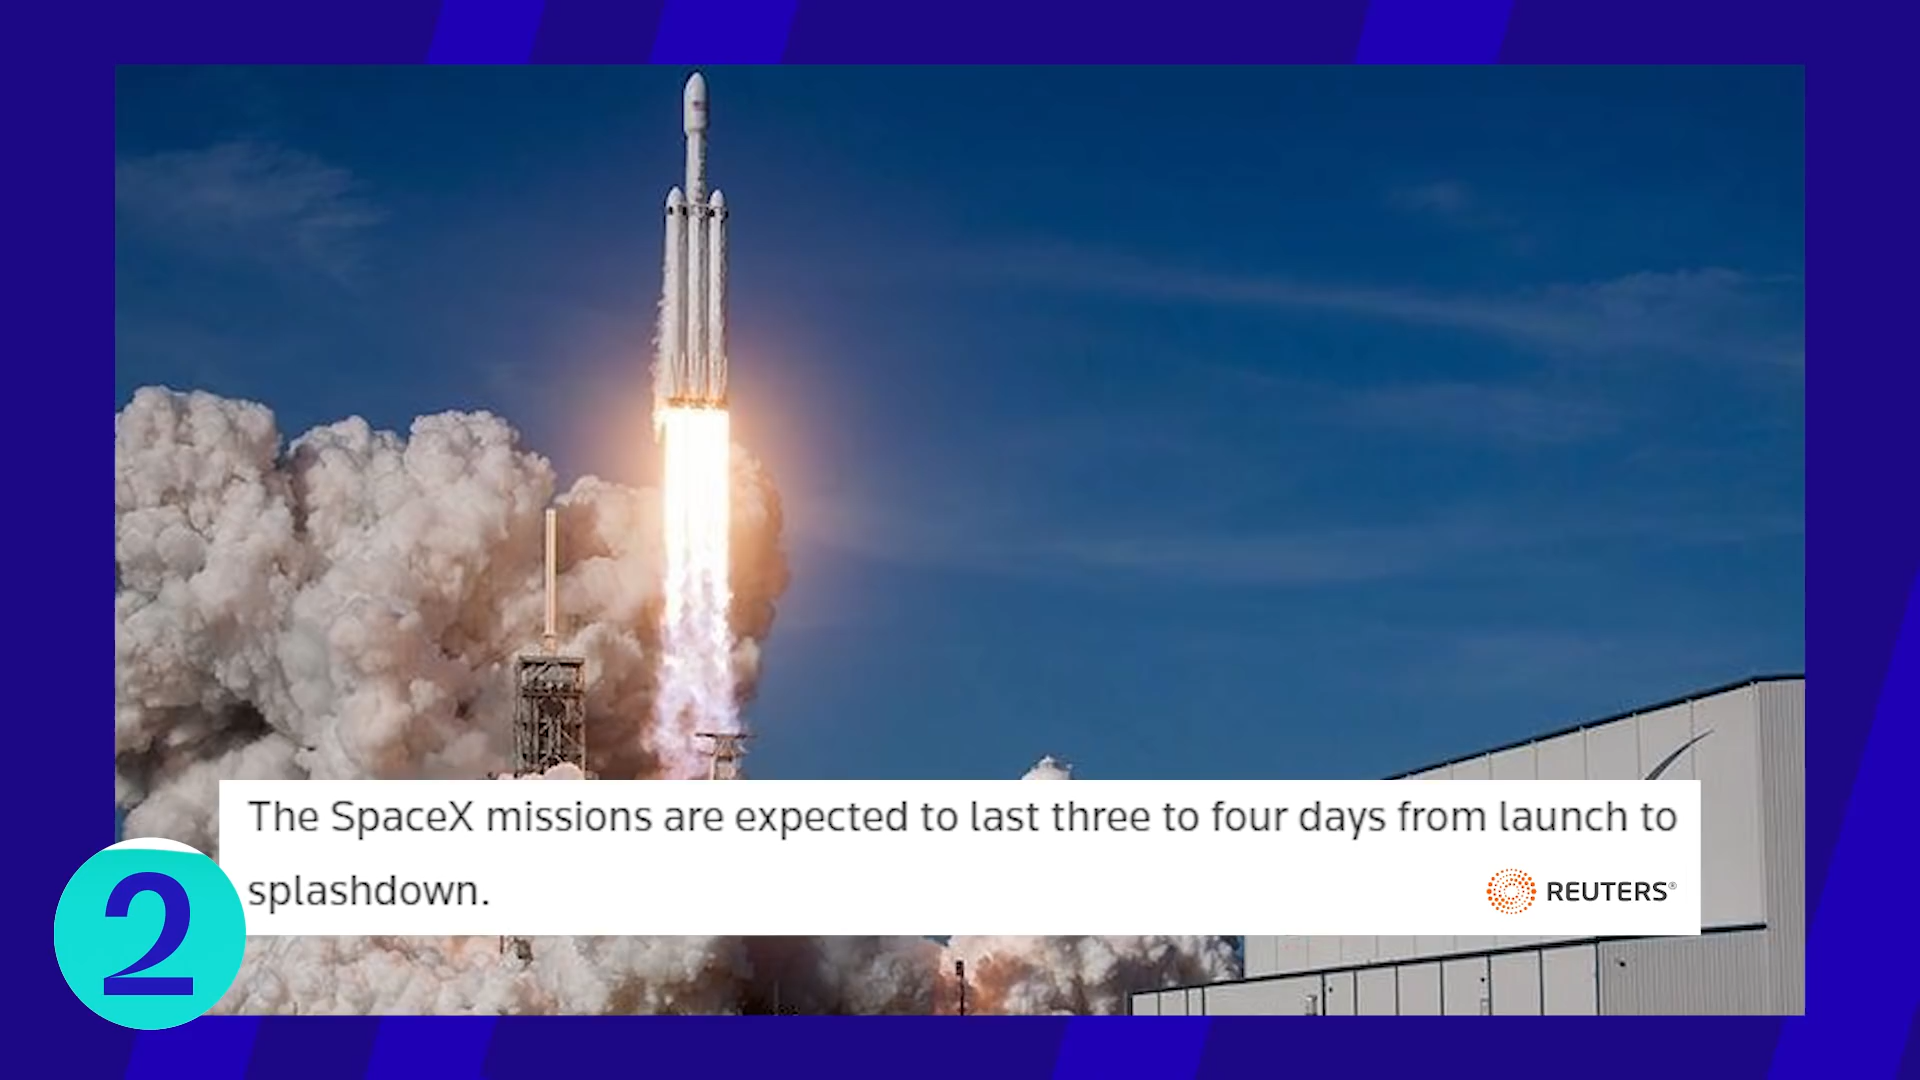 The SpaceX missions are expected to last three to four days from launch to
splashdown.
REUTERS®
2